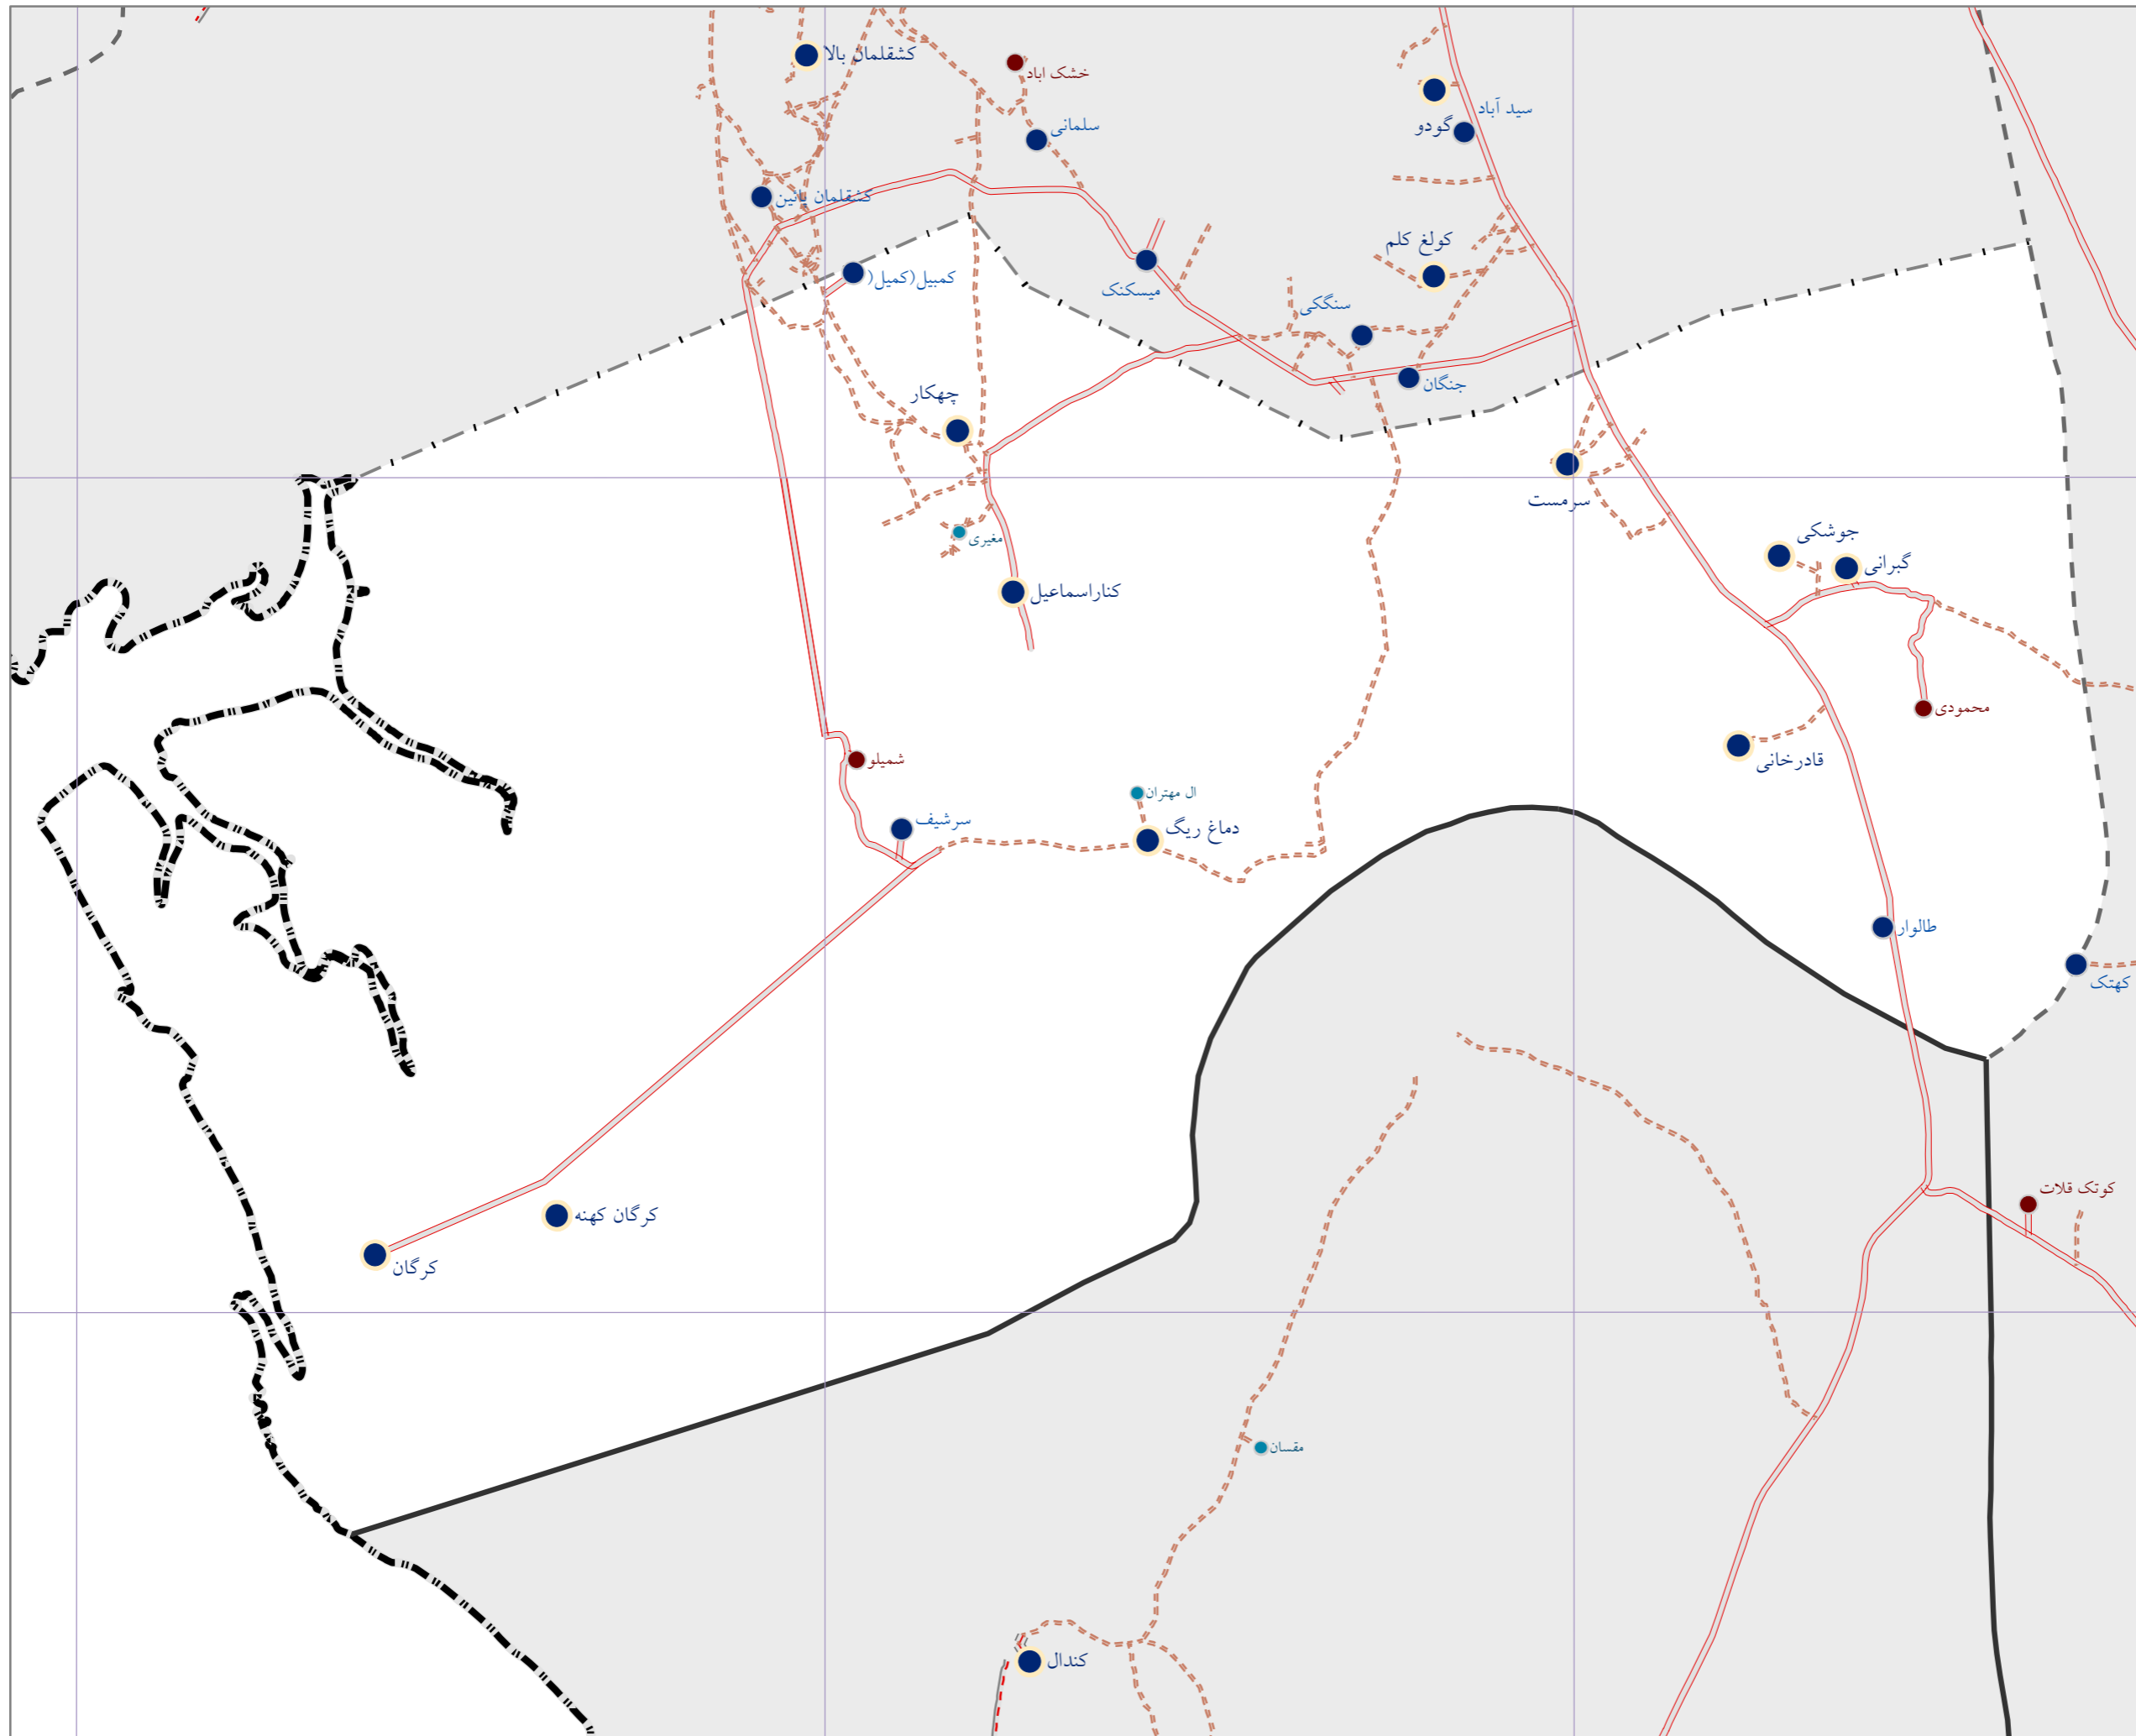 کشقلمان بالا
خشک اباد
سید آباد
گودو
سلمانی
کشقلمان پائین
کولغ کلم
کمبیل(کمیل(
میسکنک
سنگکی
جنگان
چهکار
سرمست
مغیری
جوشکی
گبرانی
کناراسماعیل
محمودی
قادرخانی
شمیلو
ال مهتران
سرشیف
دماغ ریگ
طالوار
کهتک
کوتک قلات
کرگان کهنه
کرگان
مقسان
کندال